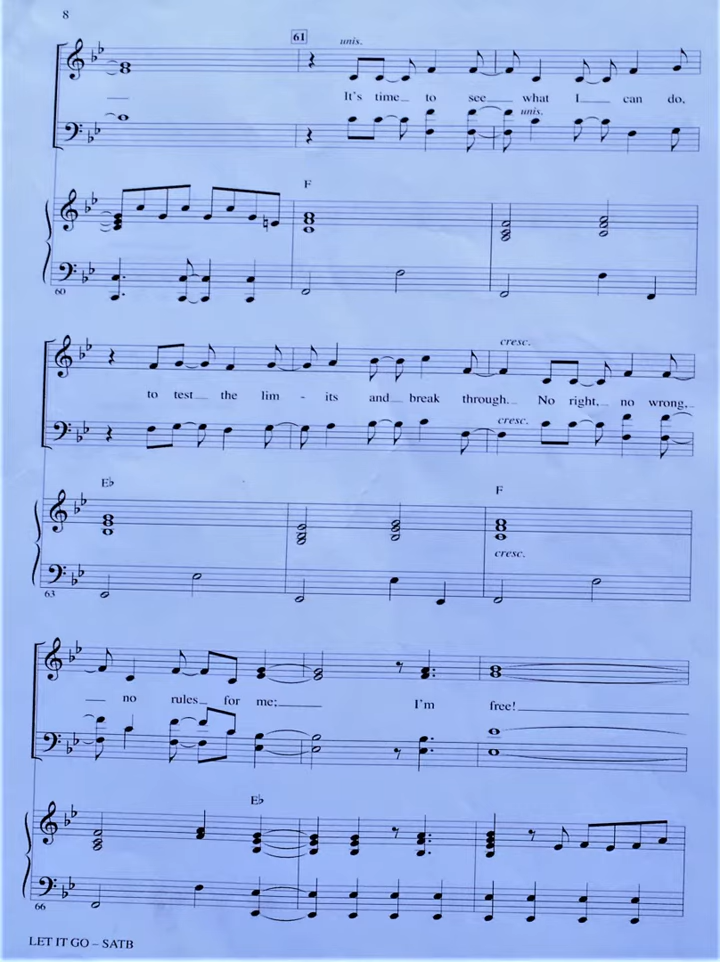 8
61
unis.
It's time to see what I can do,
unis.
F
60
cresc.
to test the lim - its and break through. No right, no wrong,
cresc.
E♭
F
cresc.
63
no rules for me; I'm free!
E♭
66
LET IT GO – SATB